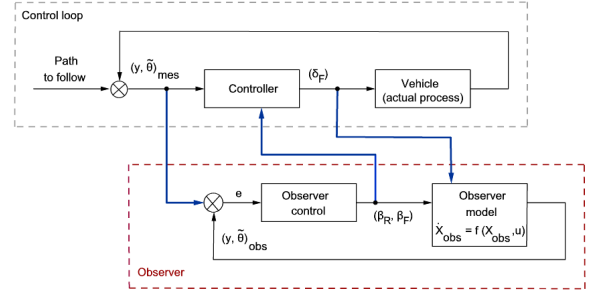 Control loop
Path
to follow
(y, θ̃)mes
Controller
(δF)
Vehicle
(actual process)
e
Observer
control
(βR, βF)
Observer
model
Ẋobs = f (Xobs ,u)
(y, θ̃)obs
Observer